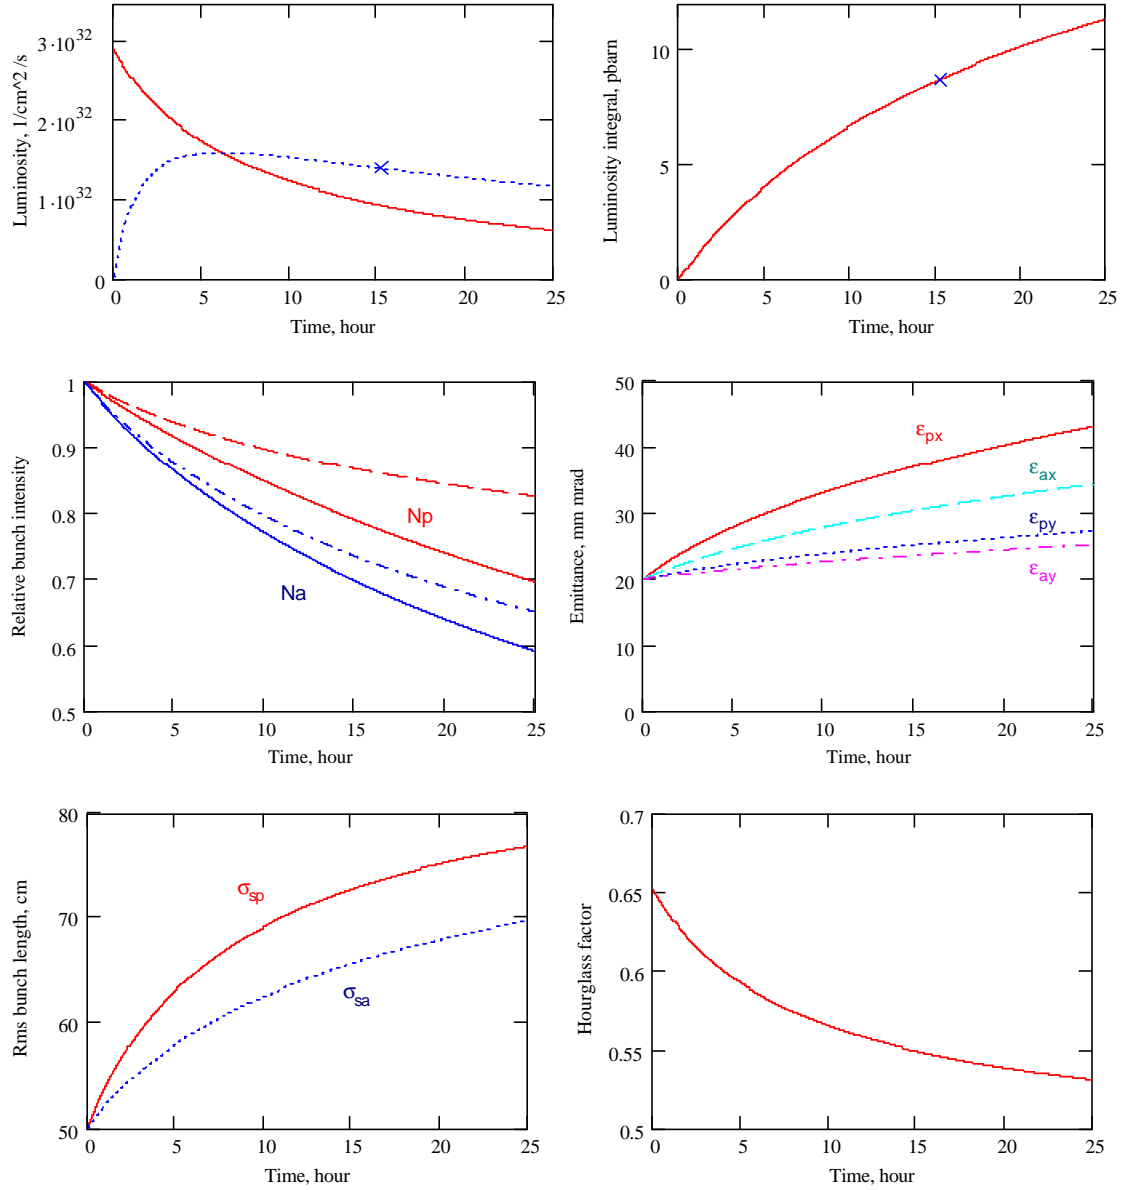 Luminosity, 1/cm^2 /s
3·10^32
2·10^32
1·10^32
0
0 5 10 15 20 25
Time, hour
Luminosity integral, pbarn
10
5
0
0 5 10 15 20 25
Time, hour
Relative bunch intensity
1
0.9
0.8
0.7
0.6
0.5
Np
Na
0 5 10 15 20 25
Time, hour
Emittance, mm mrad
50
40
30
20
10
0
εpx
εax
εpy
εay
0 5 10 15 20 25
Time, hour
Rms bunch length, cm
80
70
60
50
σsp
σsa
0 5 10 15 20 25
Time, hour
Hourglass factor
0.7
0.65
0.6
0.55
0.5
0 5 10 15 20 25
Time, hour